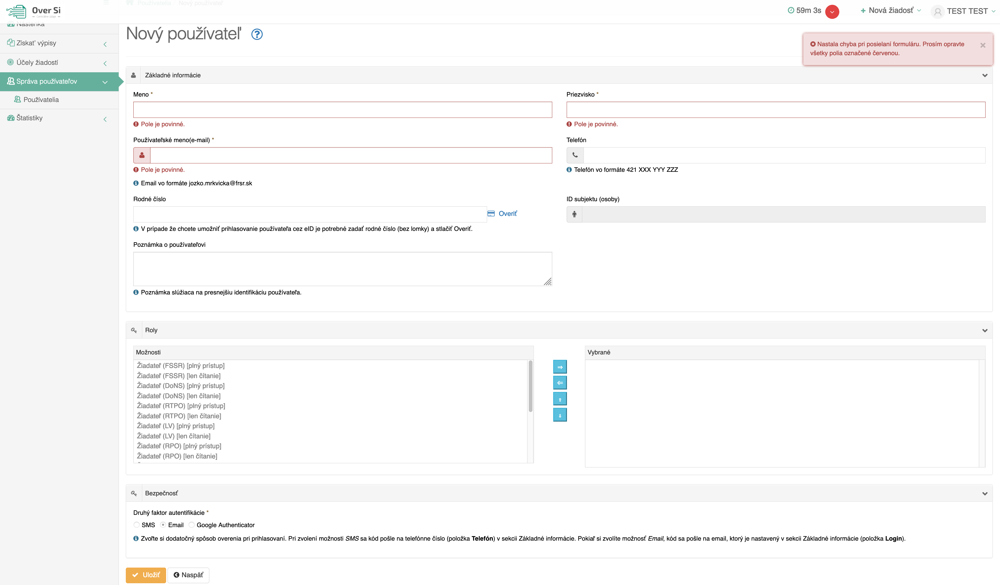 Over Si
Centrálne údaje
Používatelia
Nový používateľ
59m 3s
Nová žiadosť
TEST TEST
Nástenka
Získať výpisy
Účely žiadostí
Správa používateľov
Používatelia
Štatistiky
Nový používateľ
Nastala chyba pri posielaní formuláru. Prosím opravte
všetky polia označené červenou.
Základné informácie
Meno *
Priezvisko *
Pole je povinné.
Pole je povinné.
Používateľské meno(e-mail) *
Telefón
Pole je povinné.
Telefón vo formáte 421 XXX YYY ZZZ
Email vo formáte jozko.mrkvicka@frsr.sk
Rodné číslo
ID subjektu (osoby)
Overiť
V prípade že chcete umožniť prihlasovanie používateľa cez eID je potrebné zadať rodné číslo (bez lomky) a stlačiť Overiť.
Poznámka o používateľovi
Poznámka slúžiaca na presnejšiu identifikáciu používateľa.
Roly
Možnosti
Vybrané
Žiadateľ (FSSR) [plný prístup]
Žiadateľ (FSSR) [len čítanie]
Žiadateľ (DoNS) [plný prístup]
Žiadateľ (DoNS) [len čítanie]
Žiadateľ (RTPO) [plný prístup]
Žiadateľ (RTPO) [len čítanie]
Žiadateľ (LV) [plný prístup]
Žiadateľ (LV) [len čítanie]
Žiadateľ (RPO) [plný prístup]
Žiadateľ (RPO) [len čítanie]
Bezpečnosť
Druhý faktor autentifikácie *
SMS Email Google Authenticator
Zvoľte si dodatočný spôsob overenia pri prihlasovaní. Pri zvolení možnosti SMS sa kód pošle na telefónne číslo (položka Telefón) v sekcii Základné informácie. Pokiaľ si zvolíte možnosť Email, kód sa pošle na email, ktorý je nastavený v sekcii Základné informácie (položka Login).
Uložiť
Naspäť